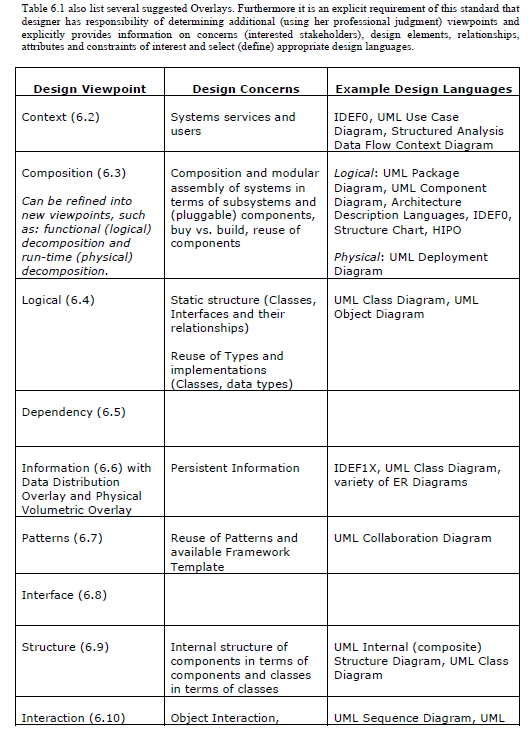 Table 6.1 also list several suggested Overlays. Furthermore it is an explicit requirement of this standard that
designer has responsibility of determining additional (using her professional judgment) viewpoints and
explicitly provides information on concerns (interested stakeholders), design elements, relationships,
attributes and constraints of interest and select (define) appropriate design languages.
Design Viewpoint
Design Concerns
Example Design Languages
Context (6.2)
Systems services and
users
IDEF0, UML Use Case
Diagram, Structured Analysis
Data Flow Context Diagram
Composition (6.3)
Can be refined into
new viewpoints, such
as: functional (logical)
decomposition and
run-time (physical)
decomposition.
Composition and modular
assembly of systems in
terms of subsystems and
(pluggable) components,
buy vs. build, reuse of
components
Logical: UML Package
Diagram, UML Component
Diagram, Architecture
Description Languages, IDEF0,
Structure Chart, HIPO
Physical: UML Deployment
Diagram
Logical (6.4)
Static structure (Classes,
Interfaces and their
relationships)
Reuse of Types and
implementations
(Classes, data types)
UML Class Diagram, UML
Object Diagram
Dependency (6.5)
Information (6.6) with
Data Distribution
Overlay and Physical
Volumetric Overlay
Persistent Information
IDEF1X, UML Class Diagram,
variety of ER Diagrams
Patterns (6.7)
Reuse of Patterns and
available Framework
Template
UML Collaboration Diagram
Interface (6.8)
Structure (6.9)
Internal structure of
components in terms of
components and classes
in terms of classes
UML Internal (composite)
Structure Diagram, UML Class
Diagram
Interaction (6.10)
Object Interaction,
UML Sequence Diagram, UML